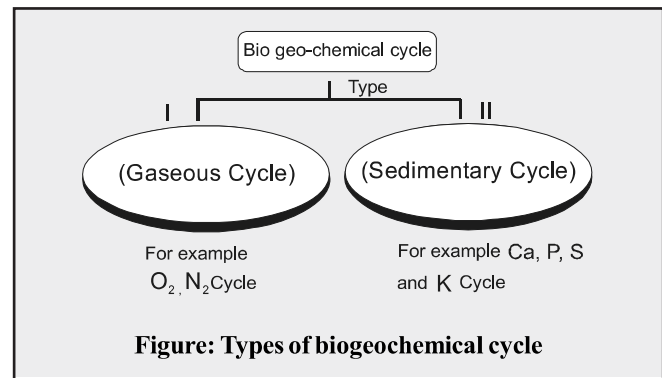 Bio geo-chemical cycle
Type
I
II
(Gaseous Cycle)
(Sedimentary Cycle)
For example
O₂, N₂ Cycle
For example Ca, P, S
and K Cycle
Figure: Types of biogeochemical cycle